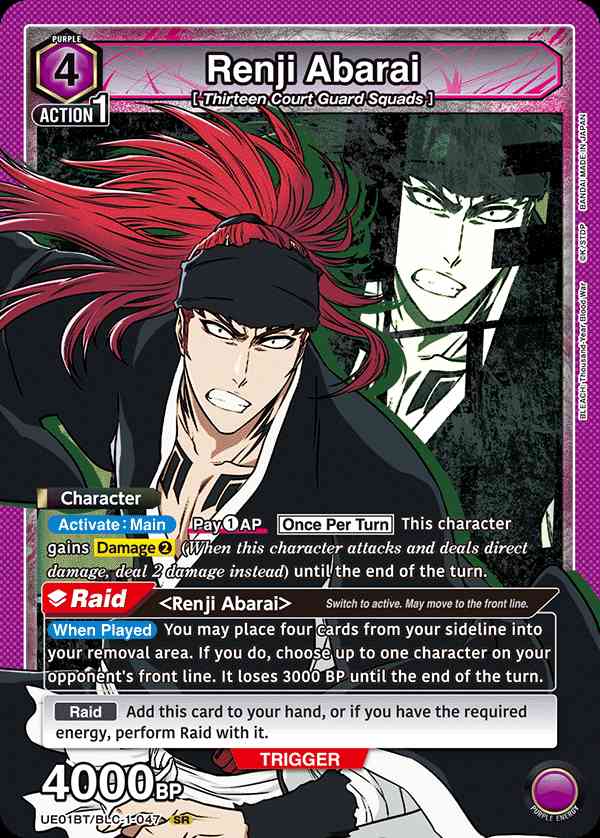 PURPLE
4
ACTION 1
Renji Abarai
[ Thirteen Court Guard Squads ]
BLEACH: Thousand-Year Blood War ©K/STDP BANDAI MADE IN JAPAN
Character
Activate : Main Pay 1 AP Once Per Turn This character
gains Damage 2 (When this character attacks and deals direct
damage, deal 2 damage instead) until the end of the turn.
Raid <Renji Abarai> Switch to active. May move to the front line.
When Played You may place four cards from your sideline into
your removal area. If you do, choose up to one character on your
opponent's front line. It loses 3000 BP until the end of the turn.
Raid Add this card to your hand, or if you have the required
energy, perform Raid with it.
TRIGGER
4000 BP
UE01BT/BLC-1-047 SR
PURPLE ENERGY